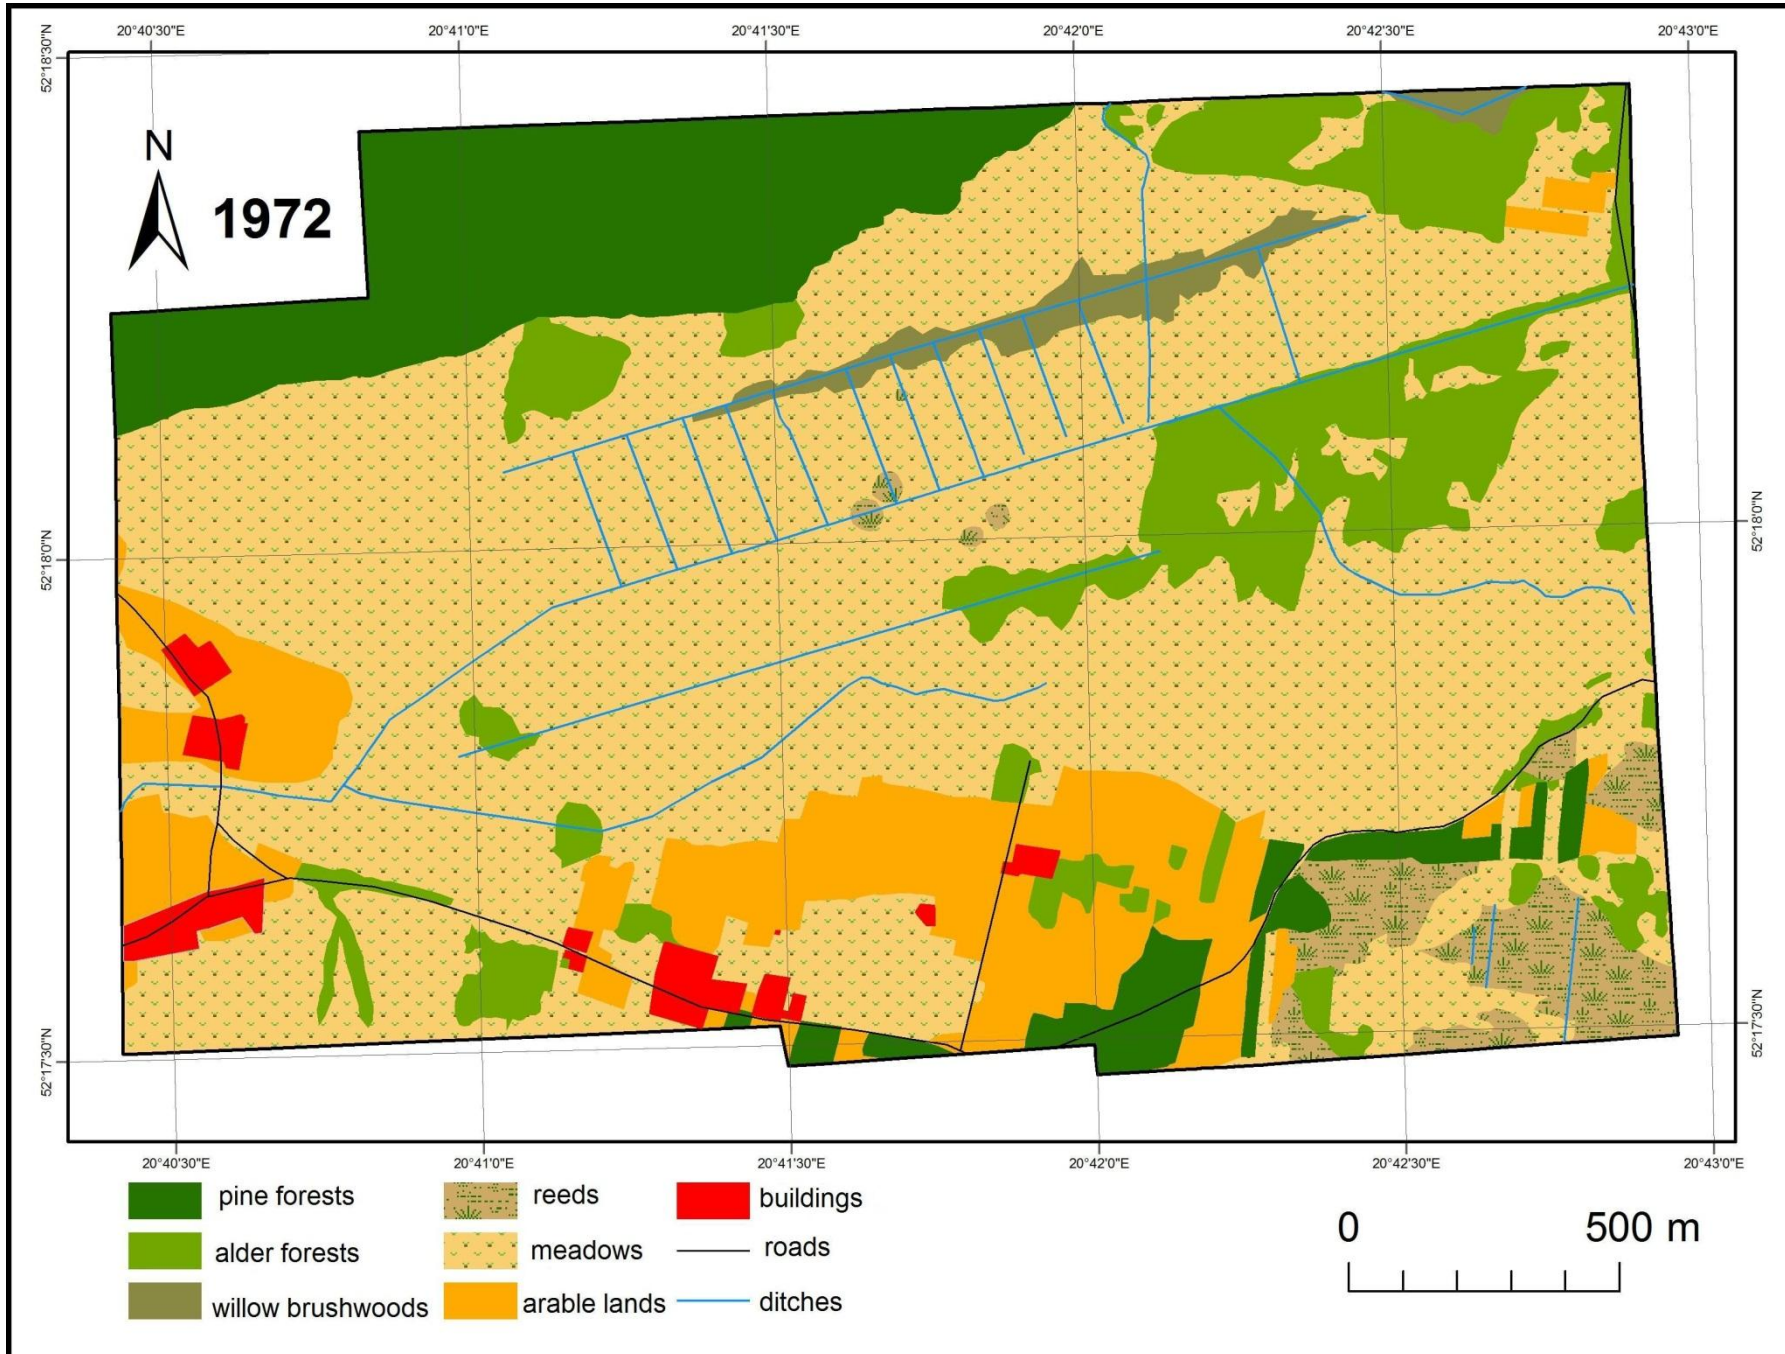 20°40'30"E 20°41'0"E 20°41'30"E 20°42'0"E 20°42'30"E 20°43'0"E
52°18'30"N
N
1972
52°18'0"N 52°18'0"N
52°17'30"N 52°17'30"N
20°40'30"E 20°41'0"E 20°41'30"E 20°42'0"E 20°42'30"E 20°43'0"E
pine forests reeds buildings
alder forests meadows roads
willow brushwoods arable lands ditches
0 500 m